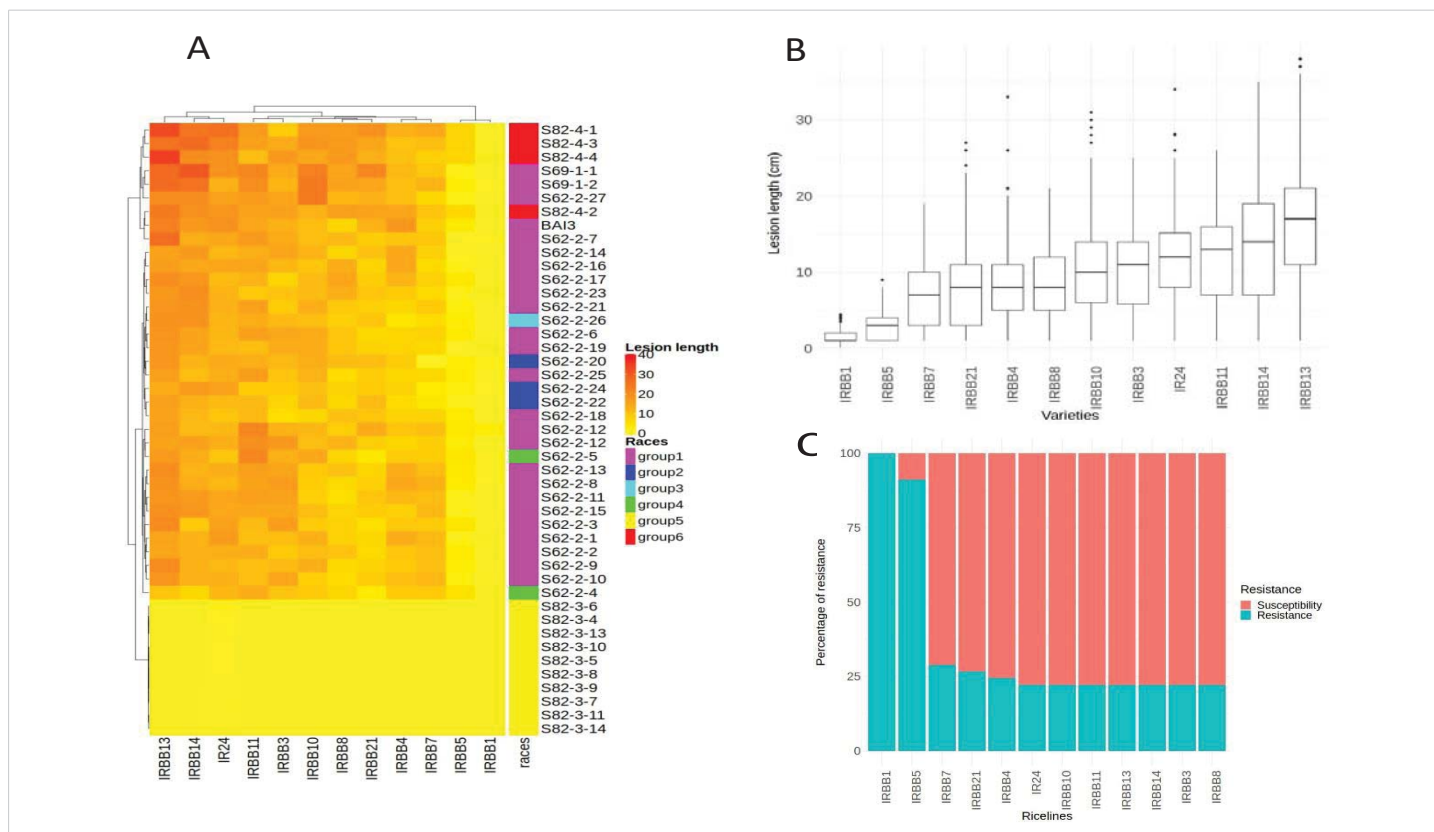 A
S82-4-1
S82-4-3
S82-4-4
S69-1-1
S69-1-2
S62-2-27
S82-4-2
BAI3
S62-2-7
S62-2-14
S62-2-16
S62-2-17
S62-2-23
S62-2-21
S62-2-26
S62-2-6
S62-2-19
S62-2-20
S62-2-25
S62-2-24
S62-2-22
S62-2-18
S62-2-12
S62-2-12
S62-2-5
S62-2-13
S62-2-8
S62-2-11
S62-2-15
S62-2-3
S62-2-1
S62-2-2
S62-2-9
S62-2-10
S62-2-4
S82-3-6
S82-3-4
S82-3-13
S82-3-10
S82-3-5
S82-3-8
S82-3-9
S82-3-7
S82-3-11
S82-3-14
IRBB13
IRBB14
IR24
IRBB11
IRBB3
IRBB10
IRBB8
IRBB21
IRBB4
IRBB7
IRBB5
IRBB1
races
Lesion length
40
30
20
10
0
Races
group1
group2
group3
group4
group5
group6
B
Lesion length (cm)
30
20
10
0
IRBB1
IRBB5
IRBB7
IRBB21
IRBB4
IRBB8
IRBB10
IRBB3
IR24
IRBB11
IRBB14
IRBB13
Varieties
C
Percentage of resistance
100
75
50
25
0
IRBB1
IRBB5
IRBB7
IRBB21
IRBB4
IR24
IRBB10
IRBB11
IRBB13
IRBB14
IRBB3
IRBB8
Ricelines
Resistance
Susceptibility
Resistance